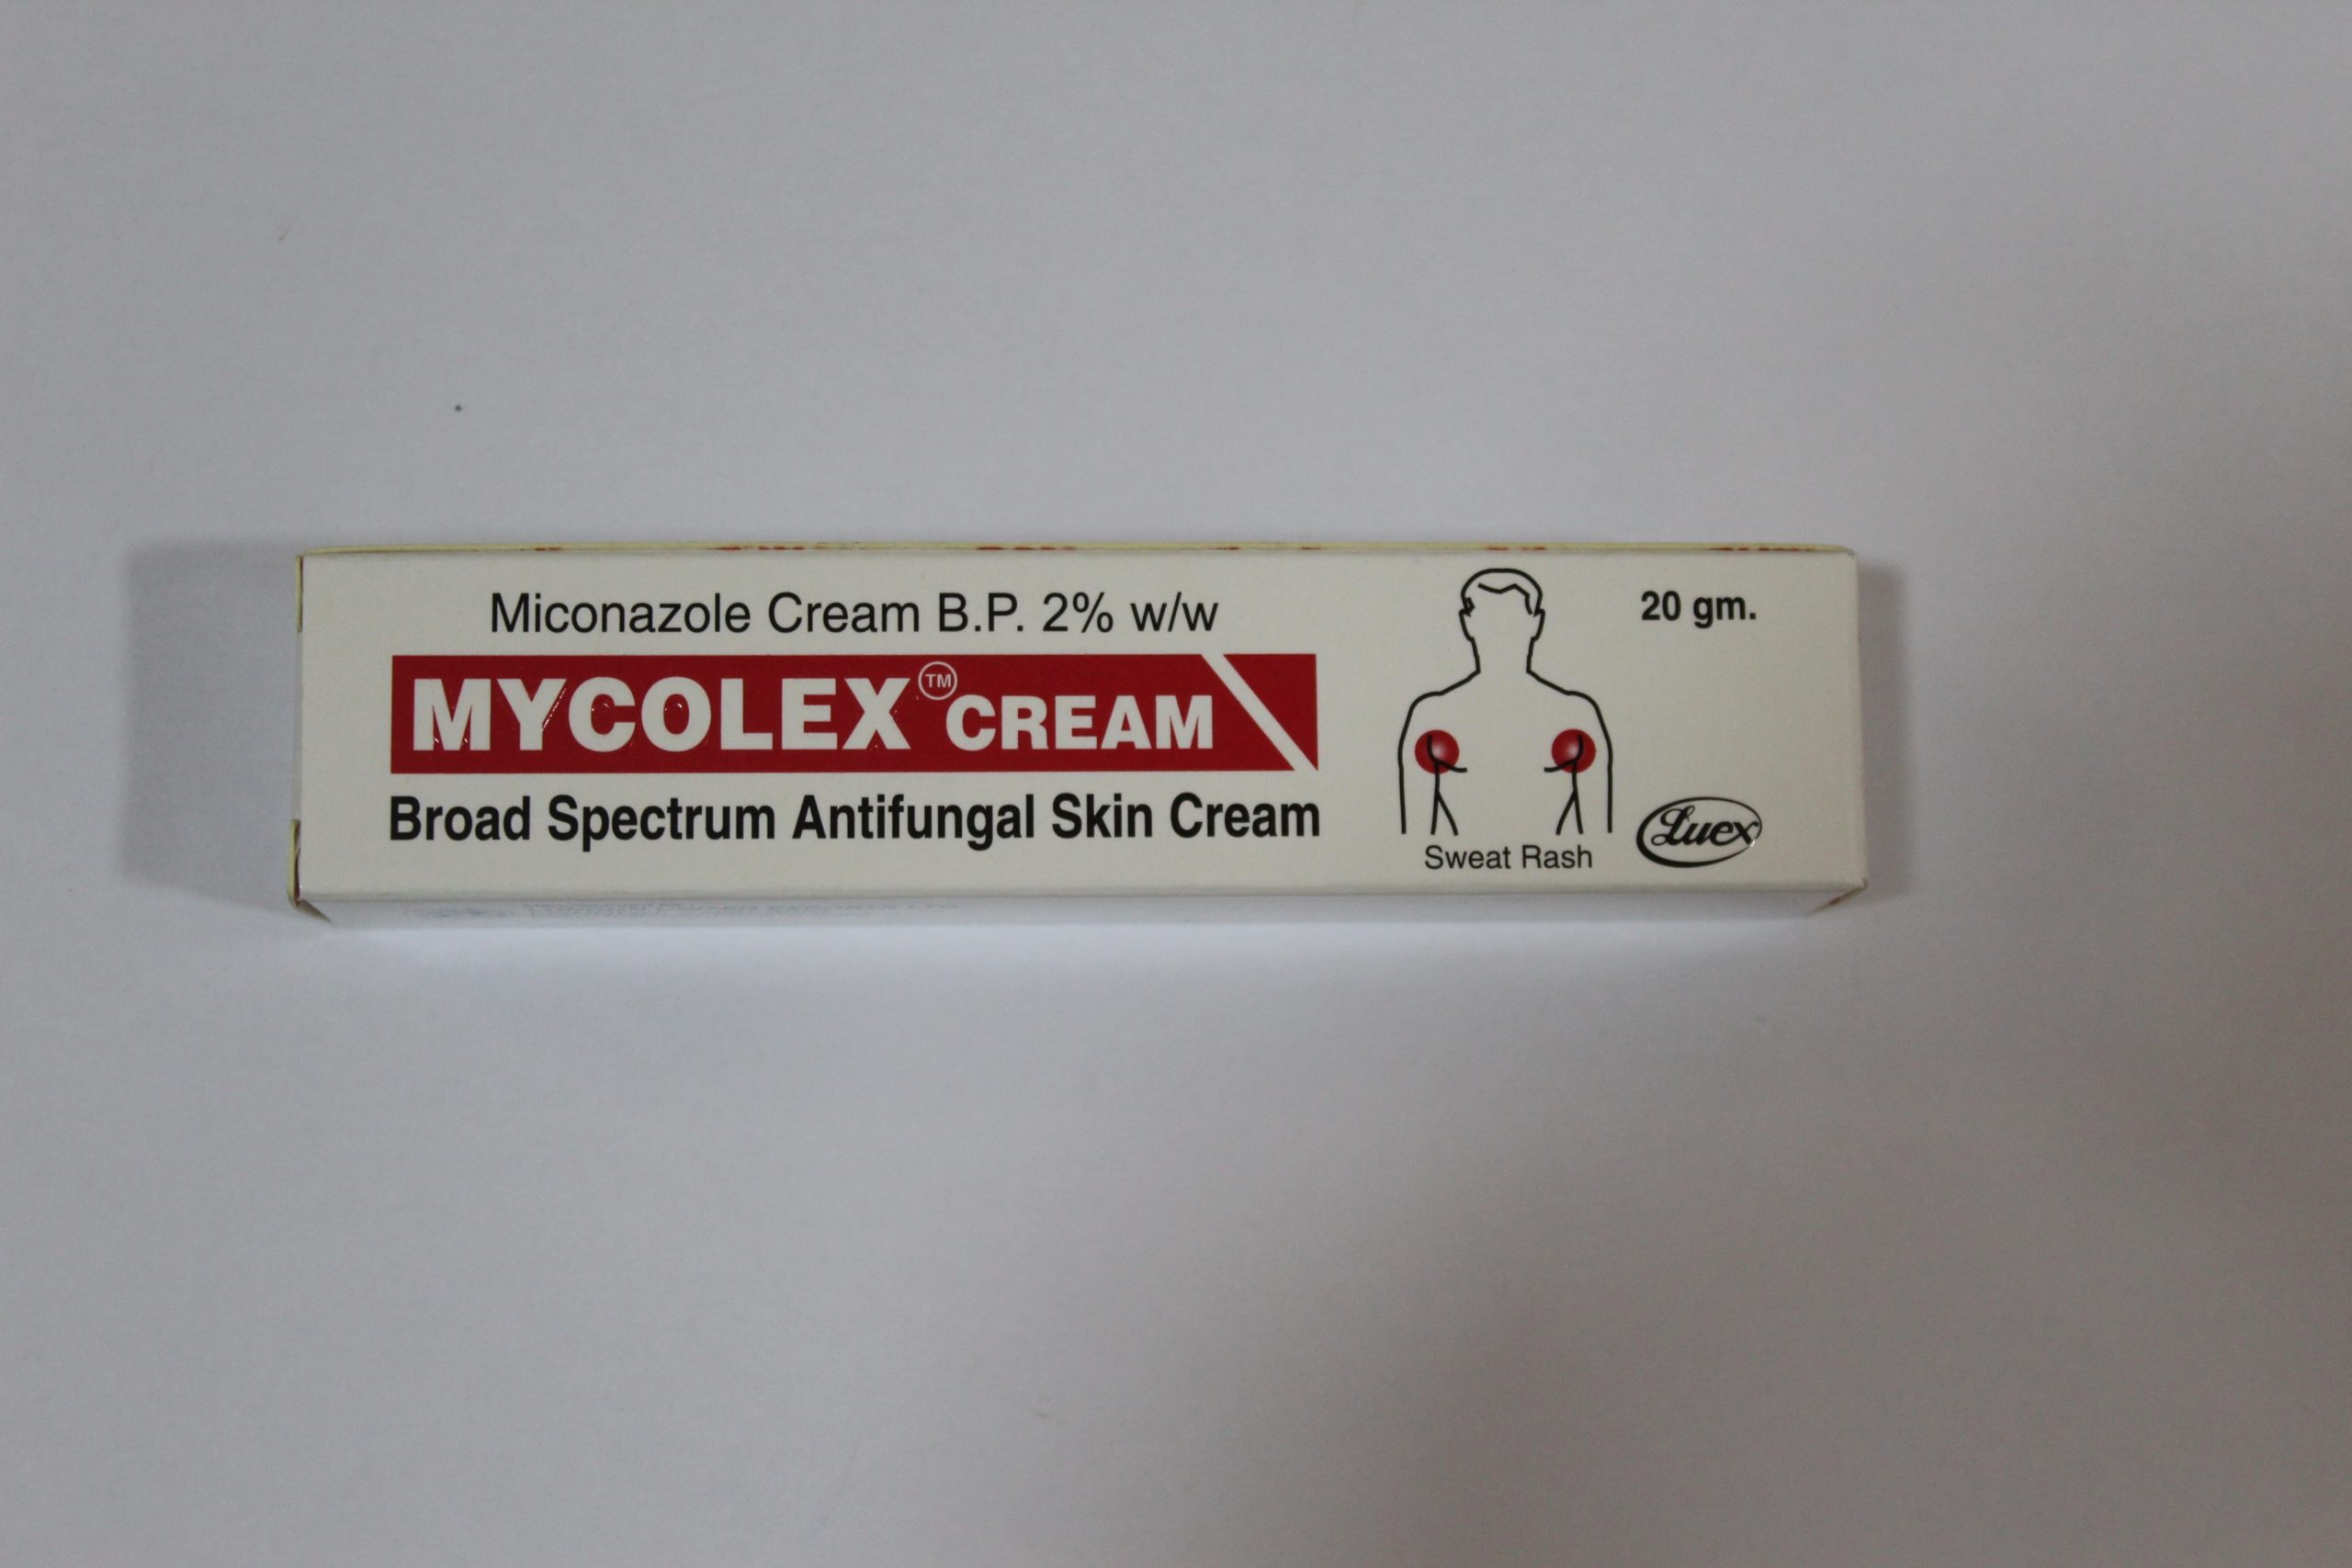 Miconazole Cream B.P. 2% w/w
MYCOLEX™ CREAM
Broad Spectrum Antifungal Skin Cream
Sweat Rash
20 gm.
Luex